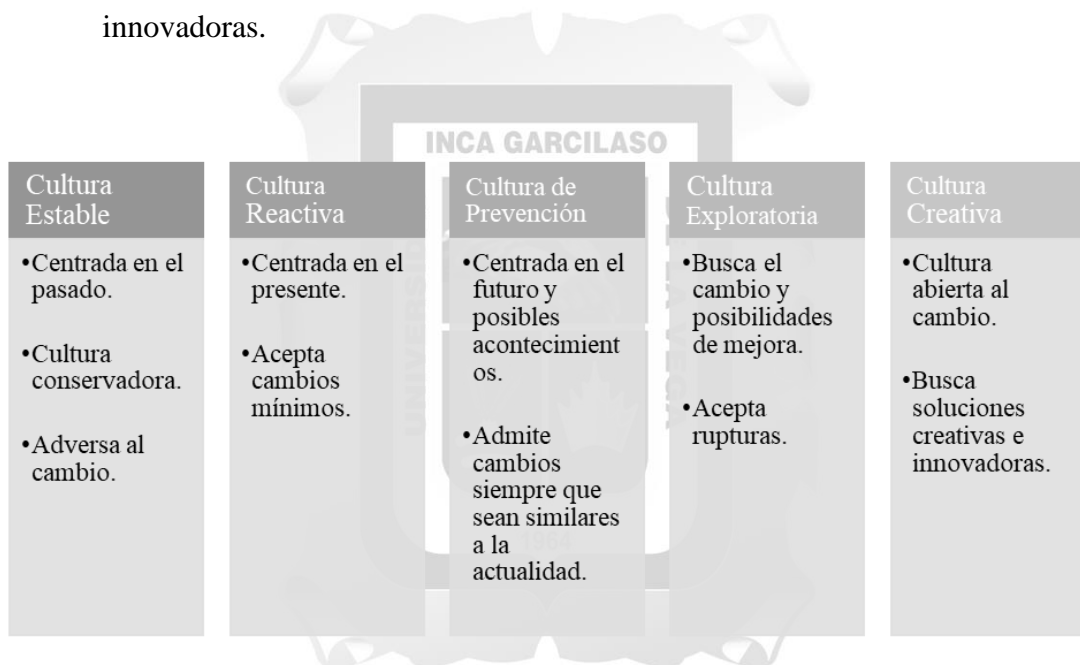 innovadoras.
INCA GARCILASO
Cultura
Estable
•Centrada en el
pasado.
•Cultura
conservadora.
•Adversa al
cambio.
Cultura
Reactiva
•Centrada en el
presente.
•Acepta
cambios
mínimos.
Cultura de
Prevención
•Centrada en el
futuro y
posibles
acontecimient
os.
•Admite
cambios
siempre que
sean similares
a la
actualidad.
Cultura
Exploratoria
•Busca el
cambio y
posibilidades
de mejora.
•Acepta
rupturas.
Cultura
Creativa
•Cultura
abierta al
cambio.
•Busca
soluciones
creativas e
innovadoras.
1964